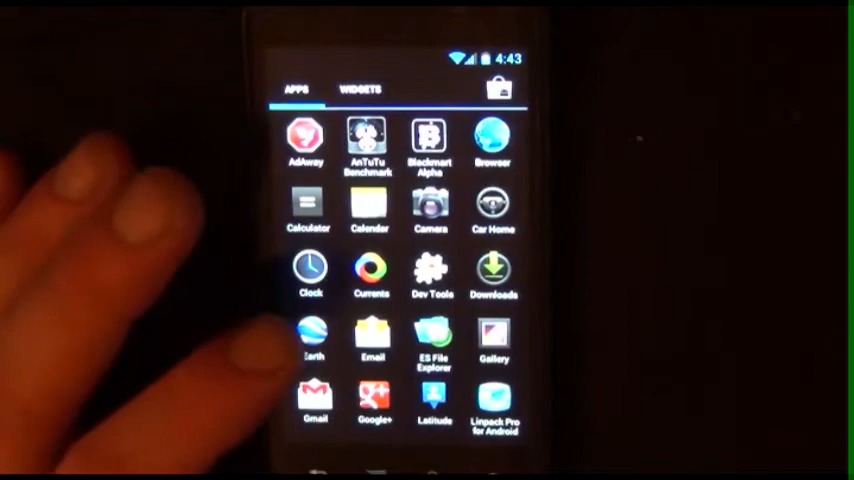 4:43
APPS WIDGETS
AdAway AnTuTu Benchmark Blackmart Alpha Browser
Calculator Calendar Camera Car Home
Clock Currents Dev Tools Downloads
Earth Email ES File Explorer Gallery
Gmail Google+ Latitude Linpack Pro for Android